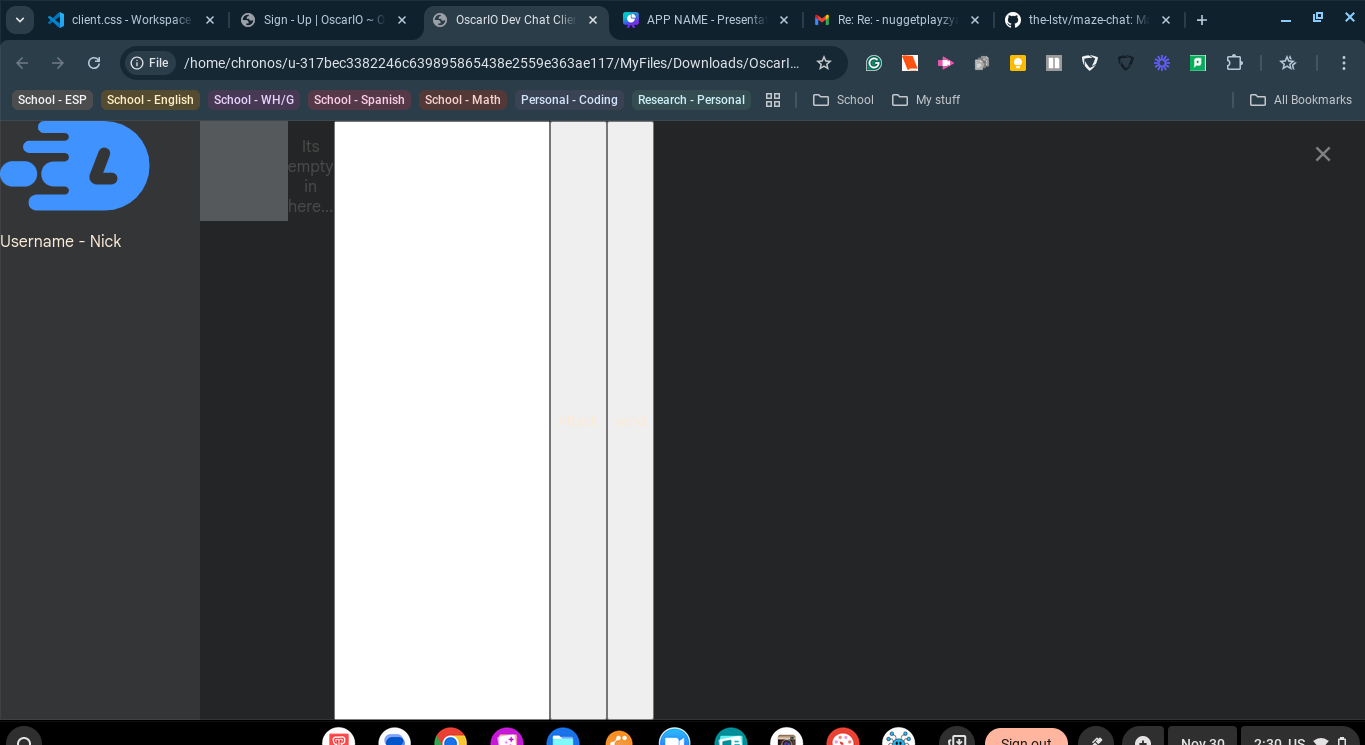 client.css - Workspace
Sign - Up | OscarIO ~ O
OscarIO Dev Chat Clie
APP NAME - Presenta
Re: Re: - nuggetplayzy
the-lstv/maze-chat: M
File
/home/chronos/u-317bec3382246c639895865438e2559e363ae117/MyFiles/Downloads/OscarI...
School - ESP
School - English
School - WH/G
School - Spanish
School - Math
Personal - Coding
Research - Personal
School
My stuff
All Bookmarks
Its
empty
in
here...
Username - Nick
Sign out
Nov 30
2:30 US